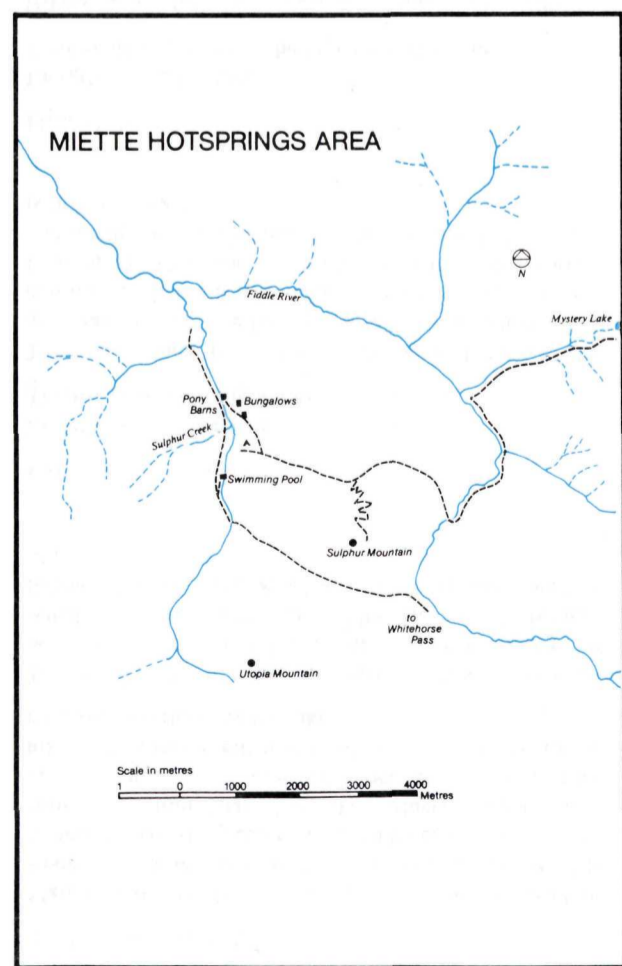 MIETTE HOTSPRINGS AREA
N
Fiddle River
Mystery Lake
Pony
Barns
Bungalows
Sulphur Creek
Swimming Pool
Sulphur Mountain
to
Whitehorse
Pass
Utopia Mountain
Scale in metres
1 0 1000 2000 3000 4000
Metres